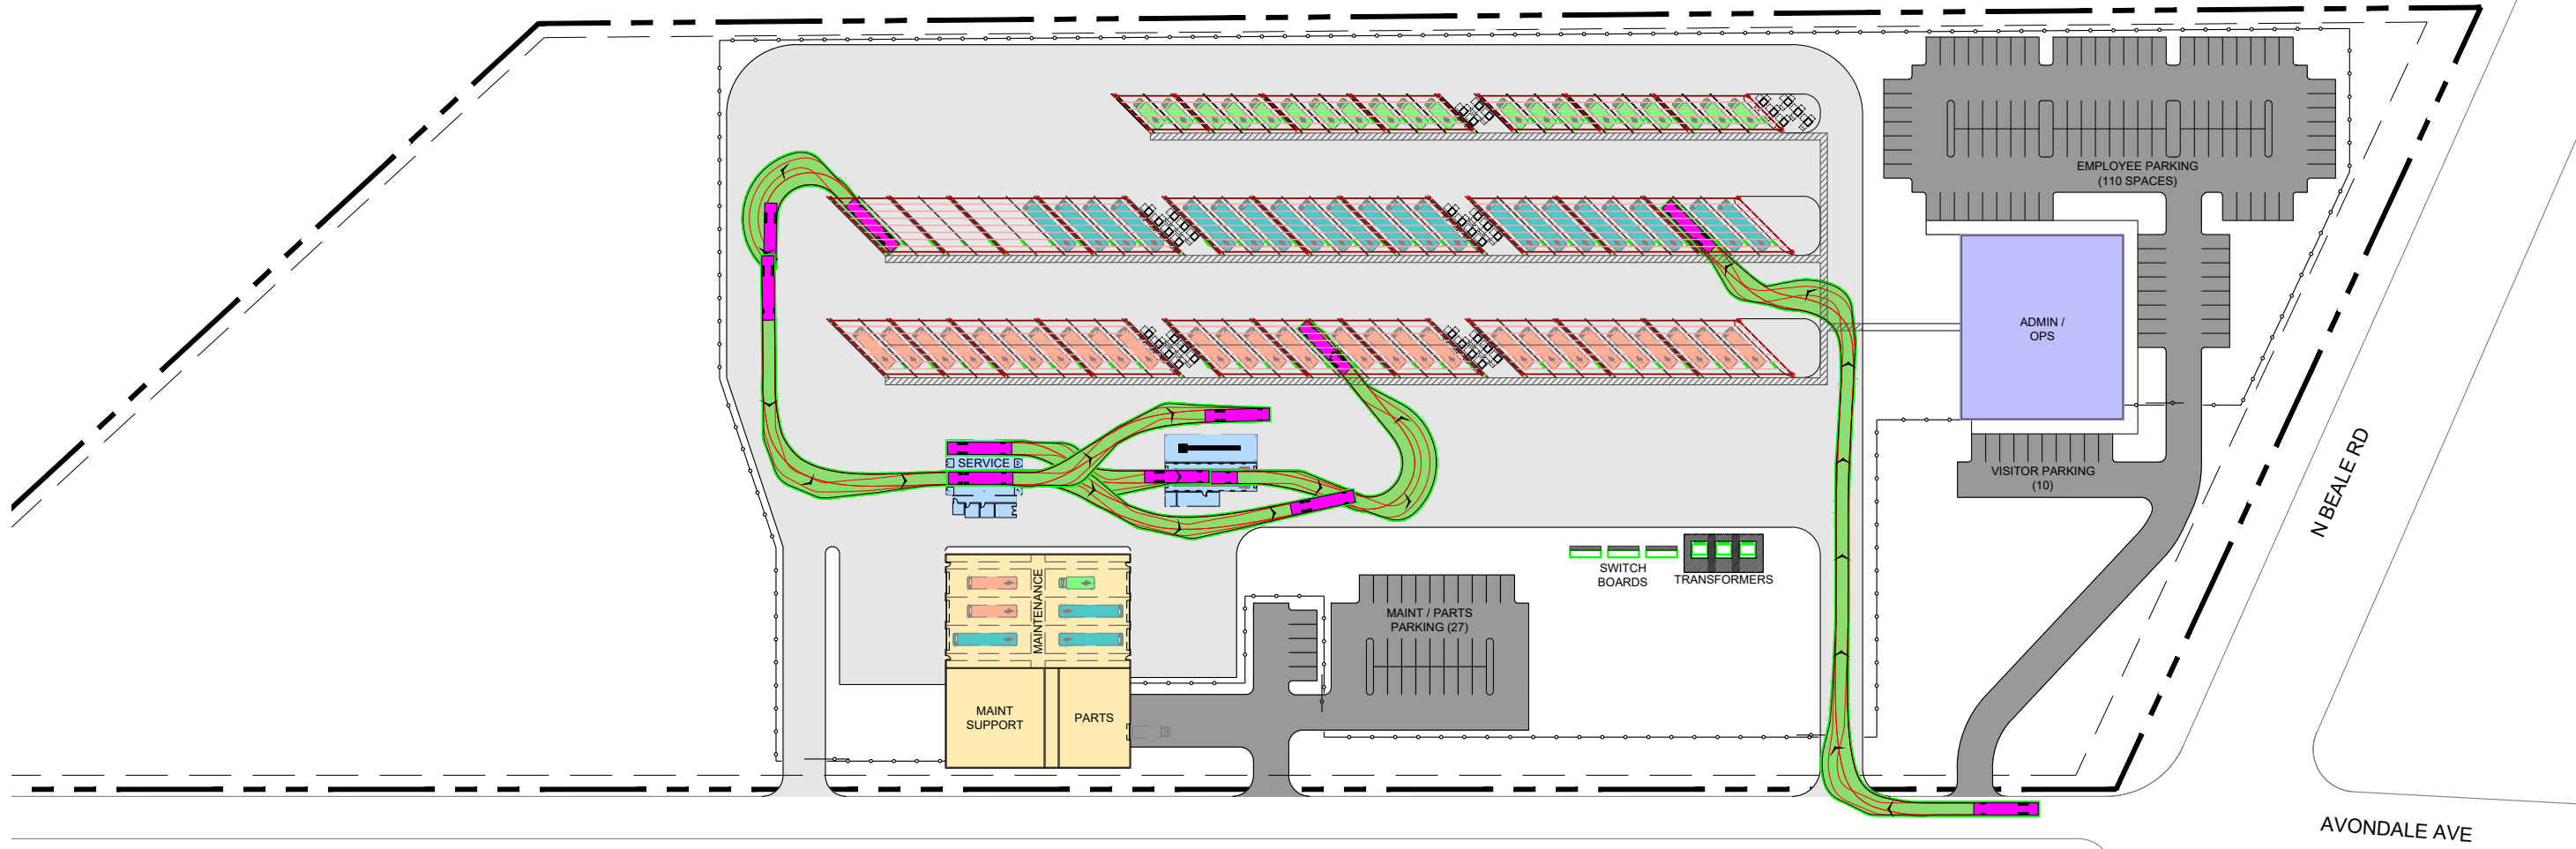 EMPLOYEE PARKING
(110 SPACES)
ADMIN /
OPS
VISITOR PARKING
(10)
N BEALE RD
SERVICE
SWITCH
BOARDS
TRANSFORMERS
MAINTENANCE
MAINT / PARTS
PARKING (27)
MAINT
SUPPORT
PARTS
AVONDALE AVE